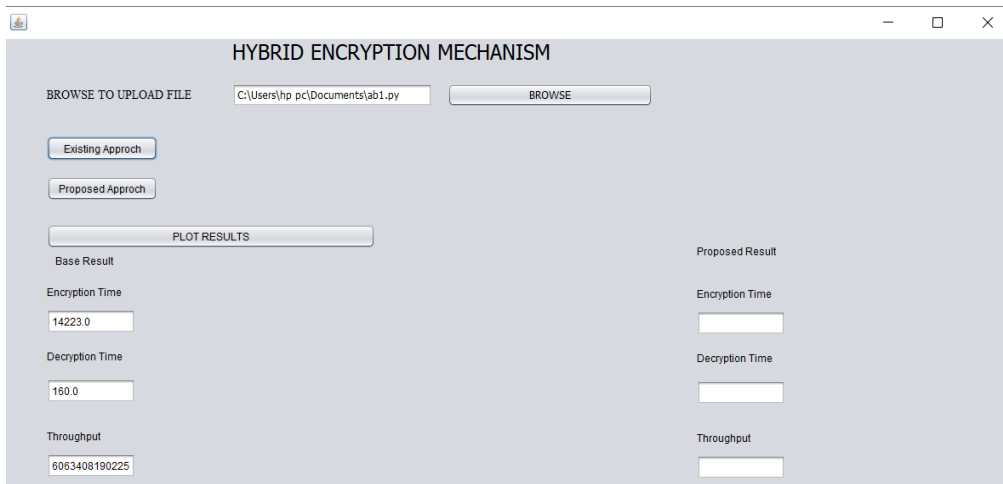 HYBRID ENCRYPTION MECHANISM
BROWSE TO UPLOAD FILE C:\Users\hp pc\Documents\ab1.py BROWSE
Existing Approch
Proposed Approch
PLOT RESULTS
Base Result Proposed Result
Encryption Time Encryption Time
14223.0
Decryption Time Decryption Time
160.0
Throughput Throughput
6063408190225